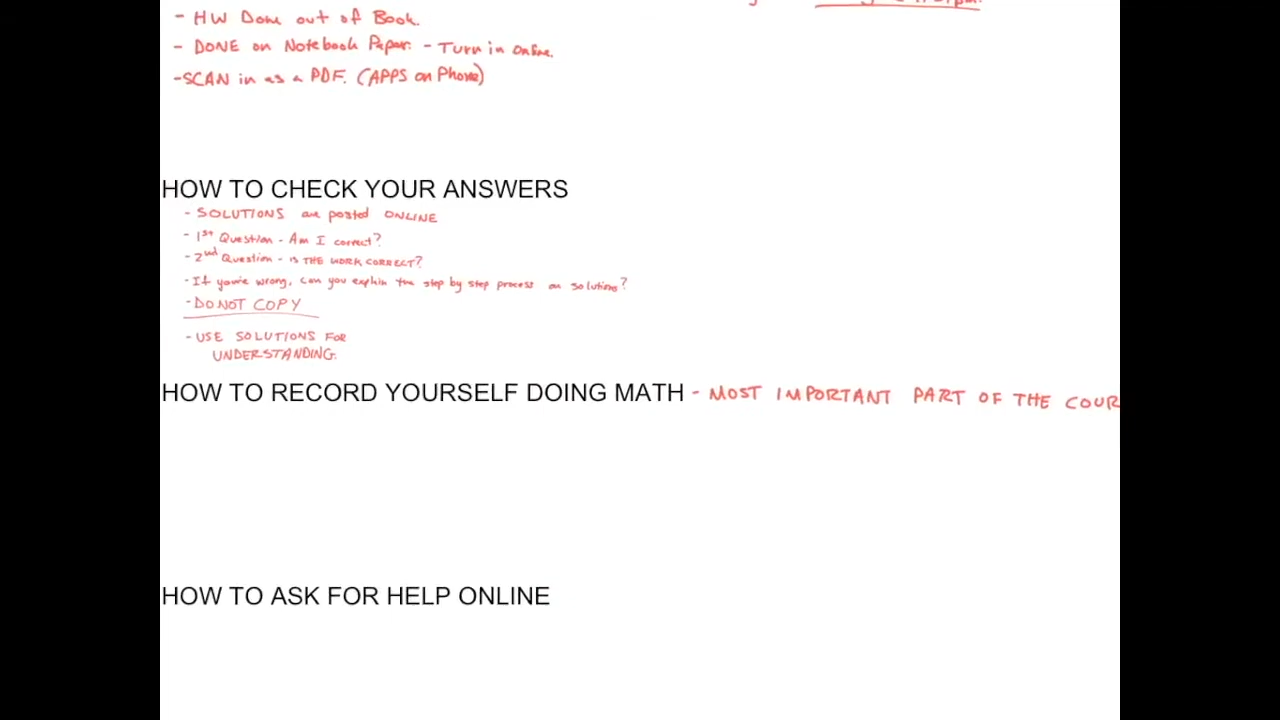 - HW Done out of Book.
- DONE on Notebook Paper. - Turn in Online.
-SCAN in as a PDF. (APPS on Phone)
HOW TO CHECK YOUR ANSWERS
- SOLUTIONS are posted ONLINE
- 1st Question - Am I correct?
- 2nd Question - IS THE WORK CORRECT?
- If you're wrong, can you explain the step by step process on solutions?
- DO NOT COPY
- USE SOLUTIONS FOR
UNDERSTANDING.
HOW TO RECORD YOURSELF DOING MATH - MOST IMPORTANT PART OF THE COUR
HOW TO ASK FOR HELP ONLINE